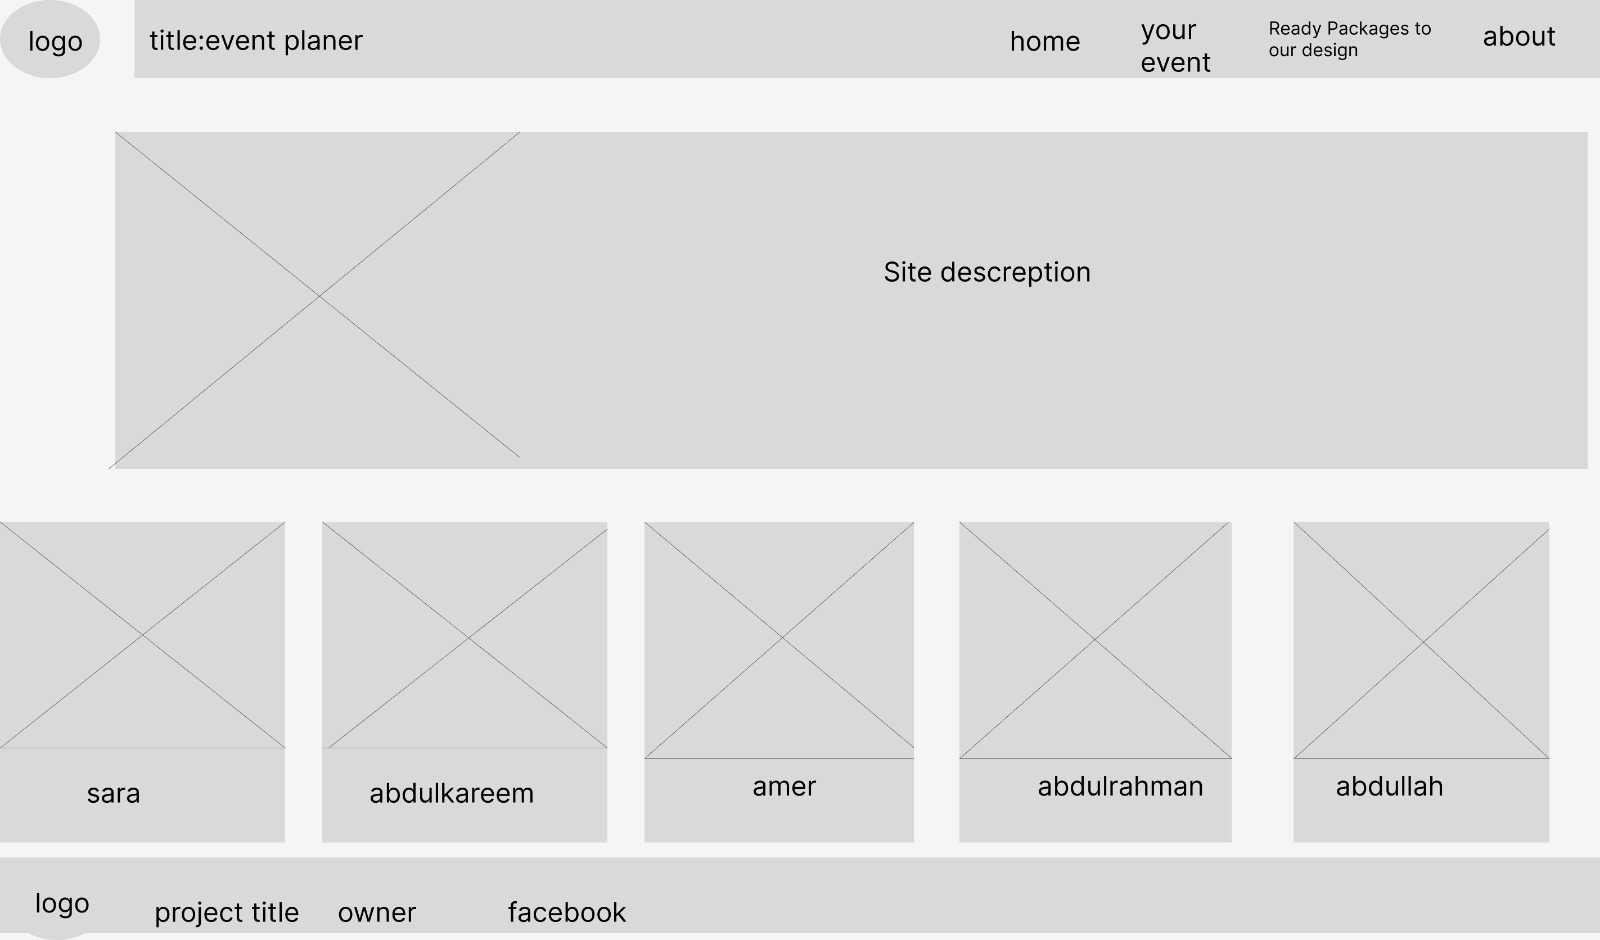 logo
title:event planer
home
your
event
Ready Packages to
our design
about
Site descreption
sara
abdulkareem
amer
abdulrahman
abdullah
logo
project title
owner
facebook